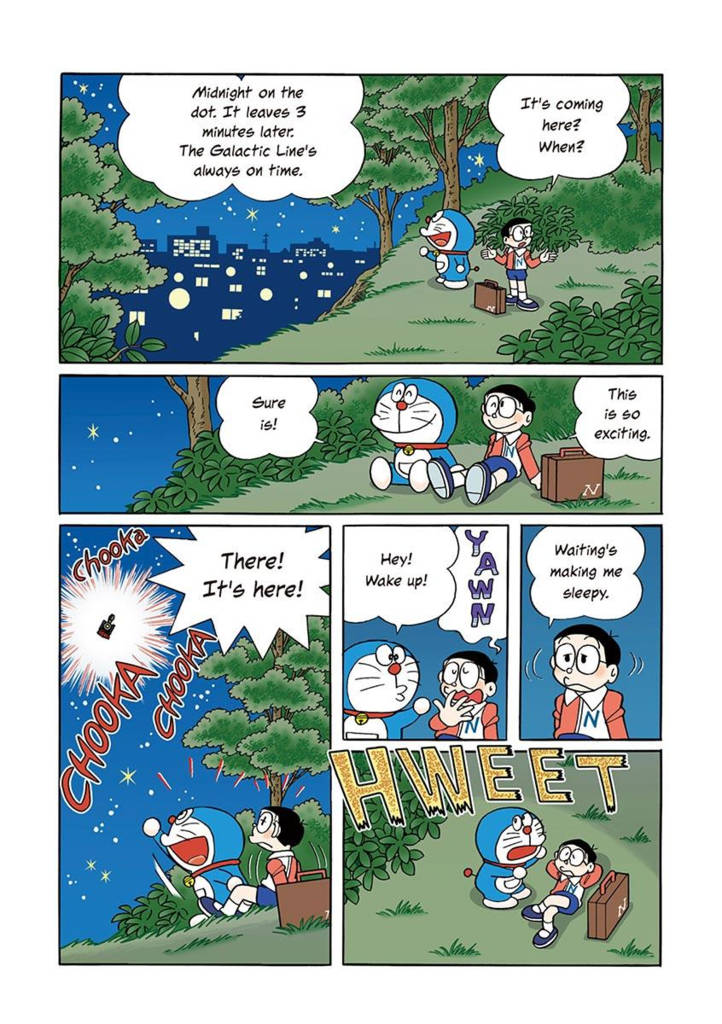 It's coming
here?
When?
Midnight on the
dot. It leaves 3
minutes later.
The Galactic Line's
always on time.
N
N
This
is so
exciting.
Sure
is!
N
N
Waiting's
making me
sleepy.
N
YAWN
Hey!
Wake up!
N
HWEET
N
There!
It's here!
Chooka
CHOOKA
CHOOKA